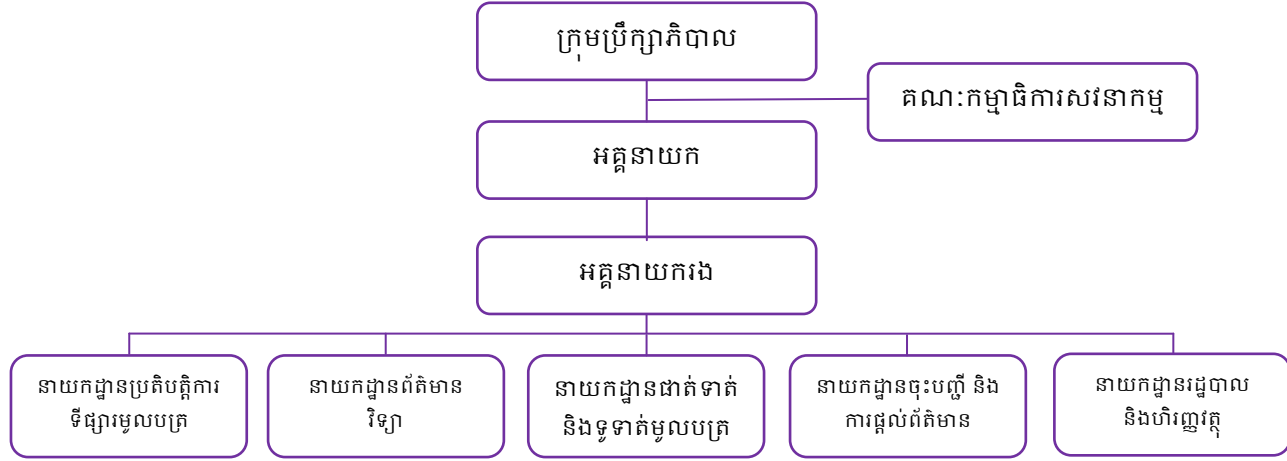 ក្រុមប្រឹក្សាភិបាល
គណៈកម្មាធិការសវនាកម្ម
អគ្គនាយក
អគ្គនាយករង
នាយកដ្ឋានប្រតិបត្តិការ
ទីផ្សារមូលបត្រ
នាយកដ្ឋានព័ត៌មាន
វិទ្យា
នាយកដ្ឋានផាត់ទាត់
និងទូទាត់មូលបត្រ
នាយកដ្ឋានចុះបញ្ជី និង
ការផ្តល់ព័ត៌មាន
នាយកដ្ឋានរដ្ឋបាល
និងហិរញ្ញវត្ថុ